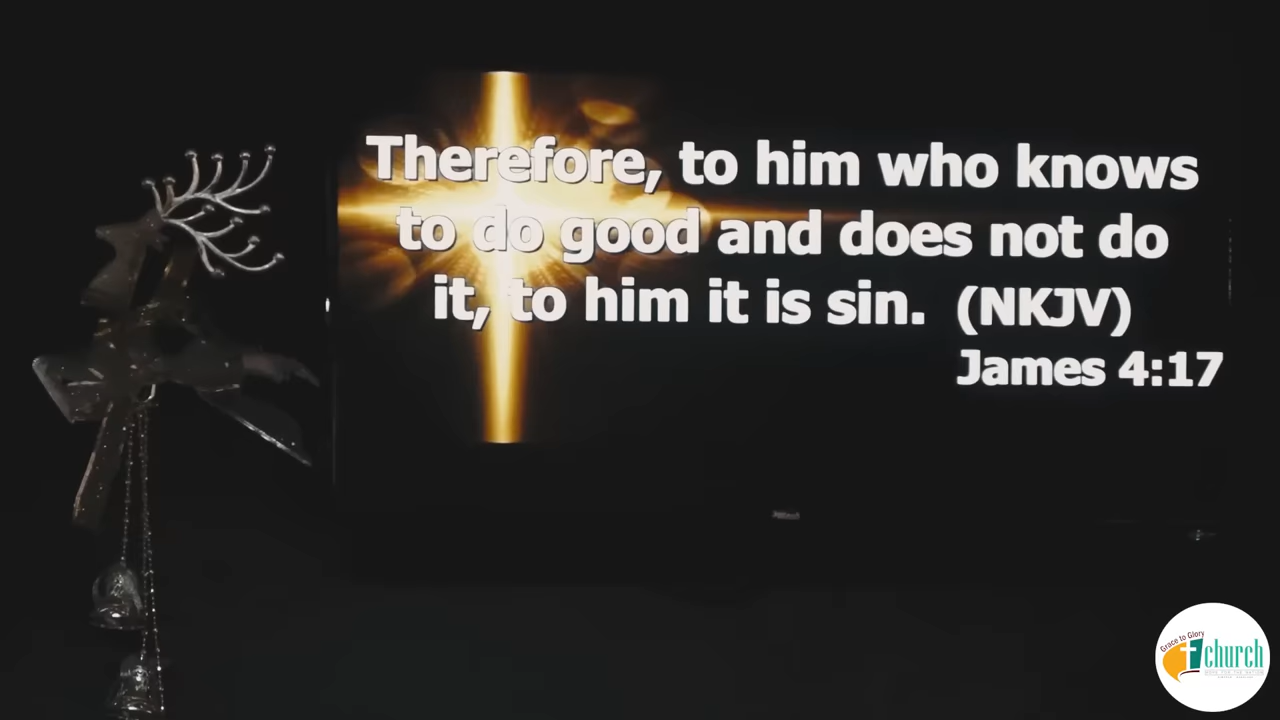 Therefore, to him who knows
to do good and does not do
it, to him it is sin. (NKJV)
James 4:17
Grace to Glory
church